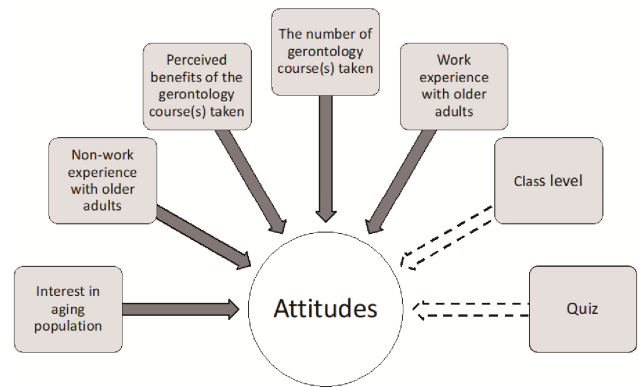 The number of
gerontology
course(s) taken
Perceived
benefits of the
gerontology
course(s) taken
Work
experience
with older
adults
Non-work
experience
with older
adults
Class level
Interest in
aging
population
Attitudes
Quiz